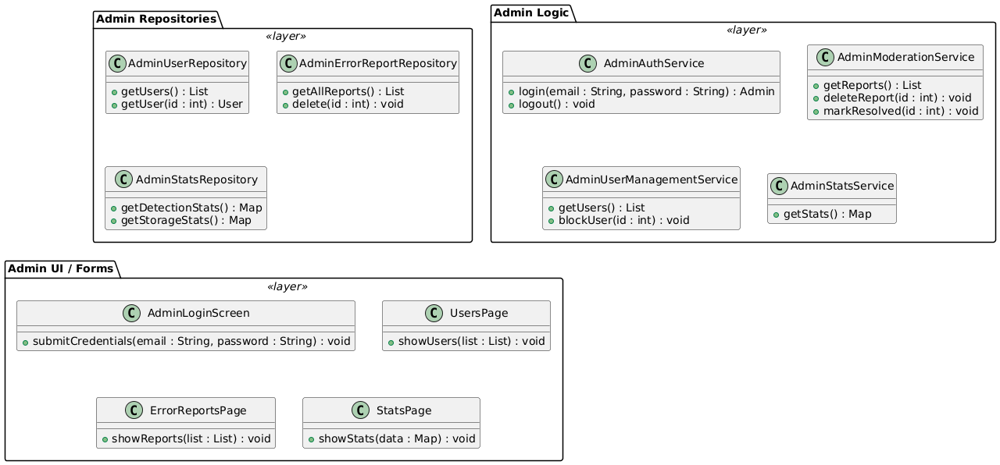 Admin Repositories
«layer»
C AdminUserRepository
getUsers() : List
getUser(id : int) : User
C AdminErrorReportRepository
getAllReports() : List
delete(id : int) : void
C AdminStatsRepository
getDetectionStats() : Map
getStorageStats() : Map
Admin Logic
«layer»
C AdminAuthService
login(email : String, password : String) : Admin
logout() : void
C AdminModerationService
getReports() : List
deleteReport(id : int) : void
markResolved(id : int) : void
C AdminUserManagementService
getUsers() : List
blockUser(id : int) : void
C AdminStatsService
getStats() : Map
Admin UI / Forms
«layer»
C AdminLoginScreen
submitCredentials(email : String, password : String) : void
C UsersPage
showUsers(list : List) : void
C ErrorReportsPage
showReports(list : List) : void
C StatsPage
showStats(data : Map) : void